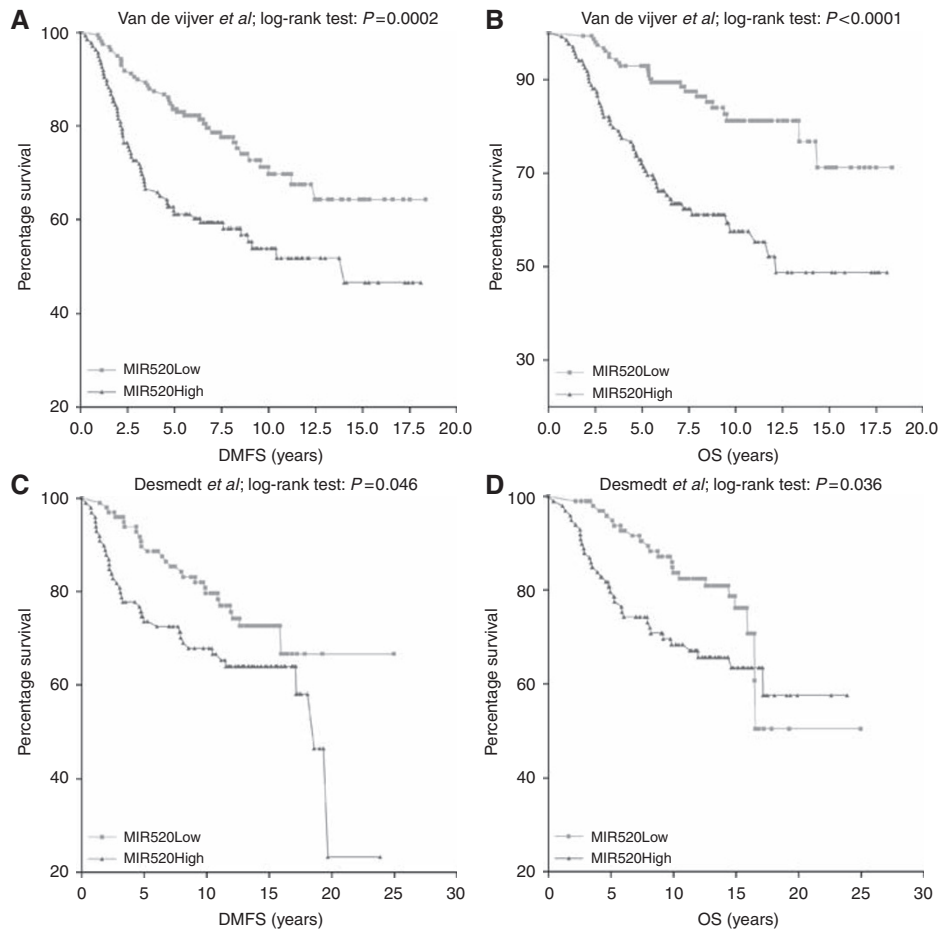 A
Van de vijver et al; log-rank test: P=0.0002
100
80
60
40
20
Percentage survival
MIR520Low
MIR520High
0.0 2.5 5.0 7.5 10.0 12.5 15.0 17.5 20.0
DMFS (years)
B
Van de vijver et al; log-rank test: P<0.0001
90
70
50
30
Percentage survival
MIR520Low
MIR520High
0.0 2.5 5.0 7.5 10.0 12.5 15.0 17.5 20.0
OS (years)
C
Desmedt et al; log-rank test: P=0.046
100
80
60
40
20
Percentage survival
MIR520Low
MIR520High
0 5 10 15 20 25 30
DMFS (years)
D
Desmedt et al; log-rank test: P=0.036
100
80
60
40
20
Percentage survival
MIR520Low
MIR520High
0 5 10 15 20 25 30
OS (years)